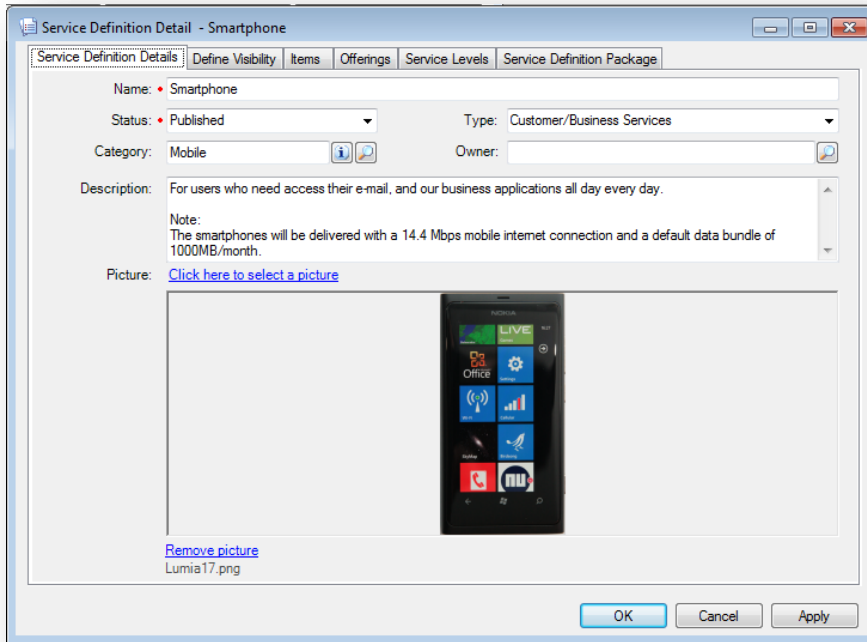 Service Definition Detail - Smartphone
Service Definition Details Define Visibility Items Offerings Service Levels Service Definition Package
Name: Smartphone
Status: Published Type: Customer/Business Services
Category: Mobile Owner:
Description: For users who need access their e-mail, and our business applications all day every day.
Note:
The smartphones will be delivered with a 14.4 Mbps mobile internet connection and a default data bundle of
1000MB/month.
Picture: Click here to select a picture
NOKIA
LIVE
Office Settings
nu
Remove picture
Lumia17.png
OK Cancel Apply